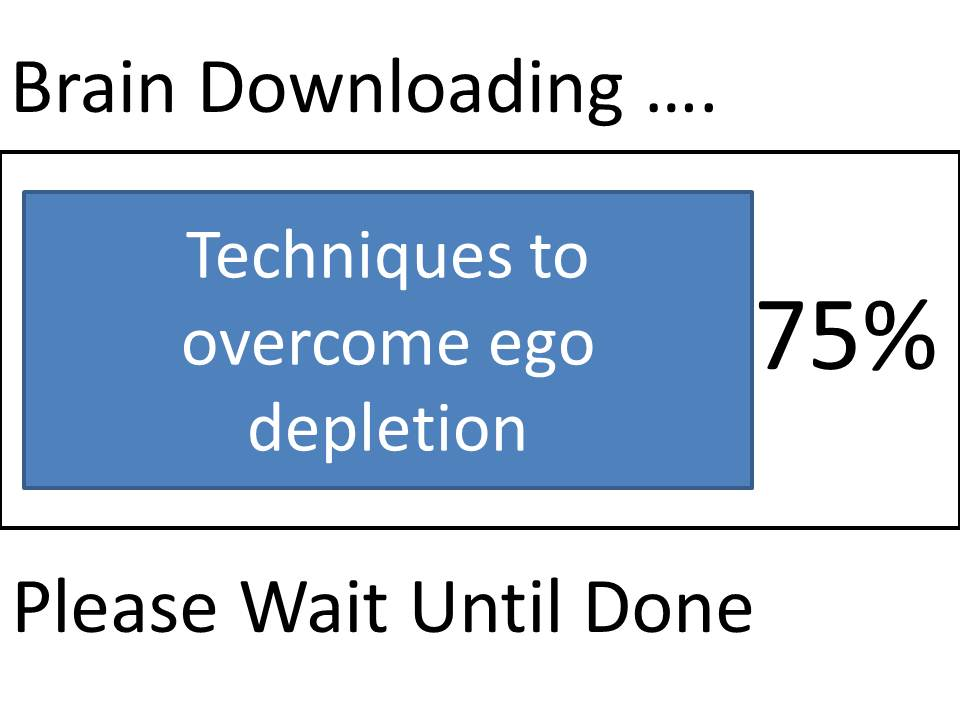 Brain Downloading ....
Techniques to
overcome ego
depletion
75%
Please Wait Until Done